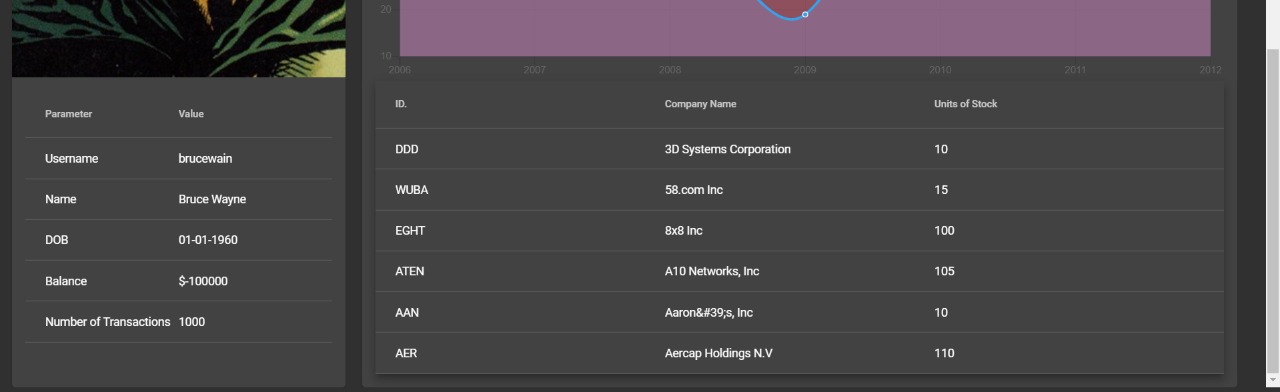 20
10
2006 2007 2008 2009 2010 2011 2012
Parameter Value
Username brucewain
Name Bruce Wayne
DOB 01-01-1960
Balance $-100000
Number of Transactions 1000
ID. Company Name Units of Stock
DDD 3D Systems Corporation 10
WUBA 58.com Inc 15
EGHT 8x8 Inc 100
ATEN A10 Networks, Inc 105
AAN Aaron&#39;s, Inc 10
AER Aercap Holdings N.V 110